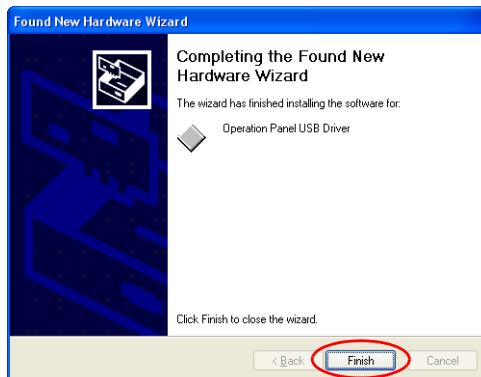 Found New Hardware Wizard
Completing the Found New
Hardware Wizard
The wizard has finished installing the software for:
Operation Panel USB Driver
Click Finish to close the wizard.
< Back Finish Cancel